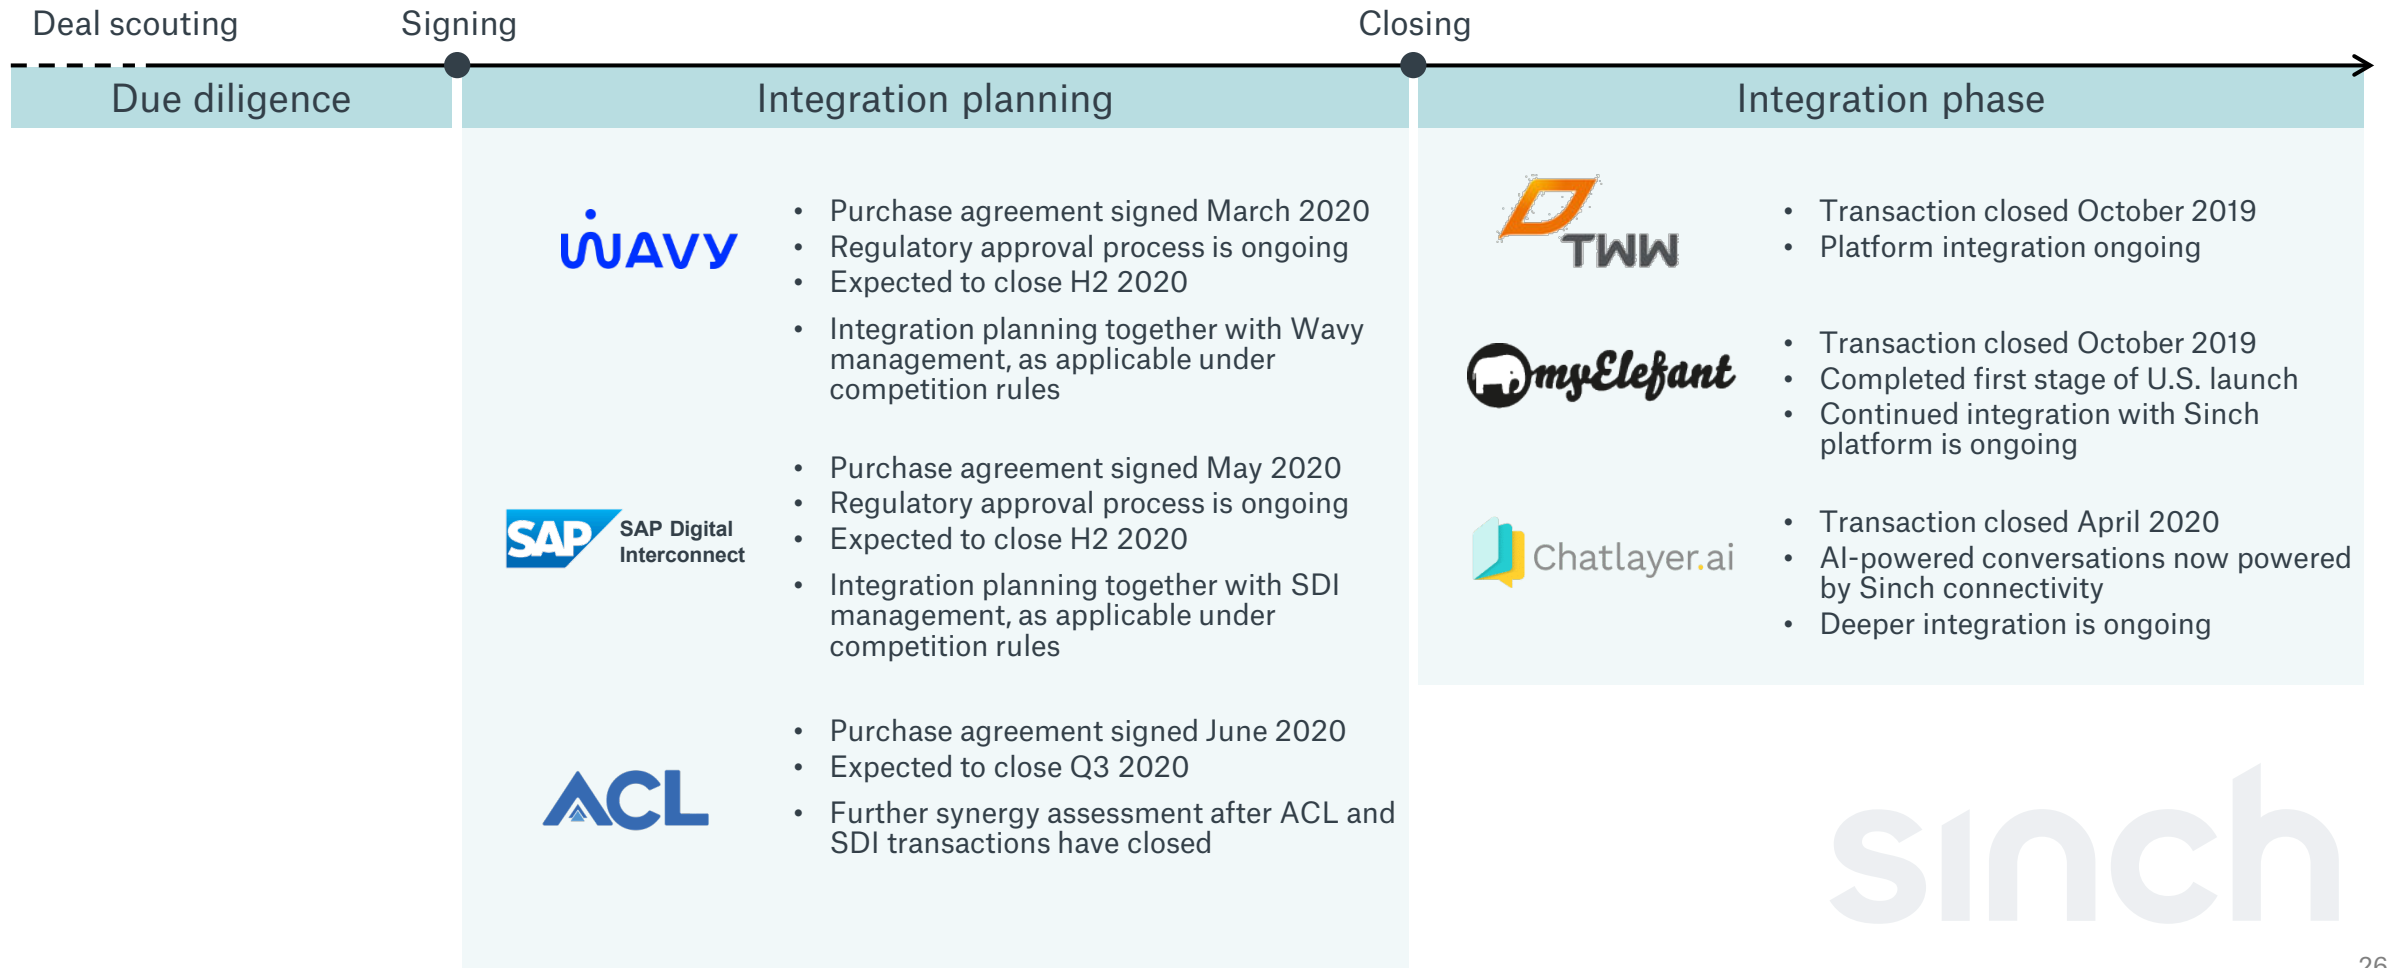 Deal scouting
Signing
Closing
Due diligence
Integration planning
Integration phase
WAVY
• Purchase agreement signed March 2020
• Regulatory approval process is ongoing
• Expected to close H2 2020
• Integration planning together with Wavy
management, as applicable under
competition rules
SAP
SAP Digital
Interconnect
• Purchase agreement signed May 2020
• Regulatory approval process is ongoing
• Expected to close H2 2020
• Integration planning together with SDI
management, as applicable under
competition rules
ACL
• Purchase agreement signed June 2020
• Expected to close Q3 2020
• Further synergy assessment after ACL and
SDI transactions have closed
TWW
• Transaction closed October 2019
• Platform integration ongoing
myElefant
• Transaction closed October 2019
• Completed first stage of U.S. launch
• Continued integration with Sinch
platform is ongoing
Chatlayer.ai
• Transaction closed April 2020
• AI-powered conversations now powered
by Sinch connectivity
• Deeper integration is ongoing
sinch
26